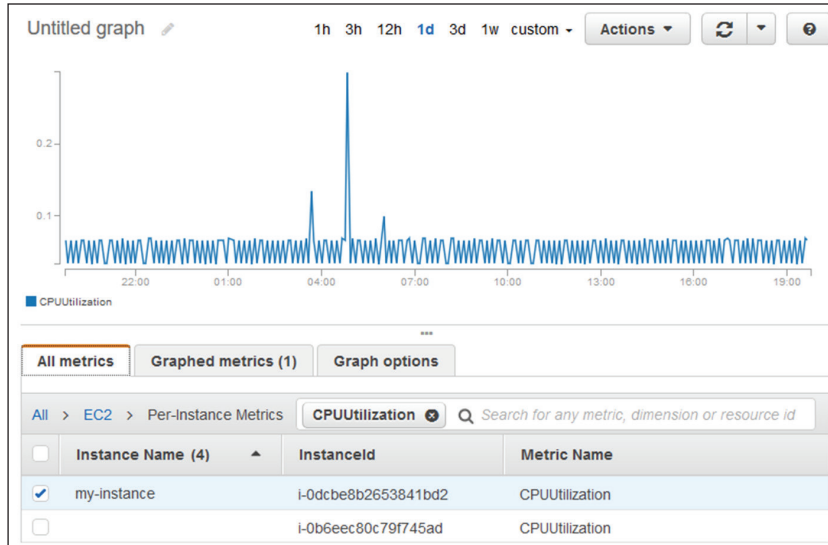 Untitled graph 1h 3h 12h 1d 3d 1w custom Actions
0.2
0.1
22:00 01:00 04:00 07:00 10:00 13:00 16:00 19:00
CPUUtilization
All metrics Graphed metrics (1) Graph options
All > EC2 > Per-Instance Metrics CPUUtilization Search for any metric, dimension or resource id
Instance Name (4) InstanceId Metric Name
my-instance i-0dcbe8b2653841bd2 CPUUtilization
i-0b6eec80c79f745ad CPUUtilization